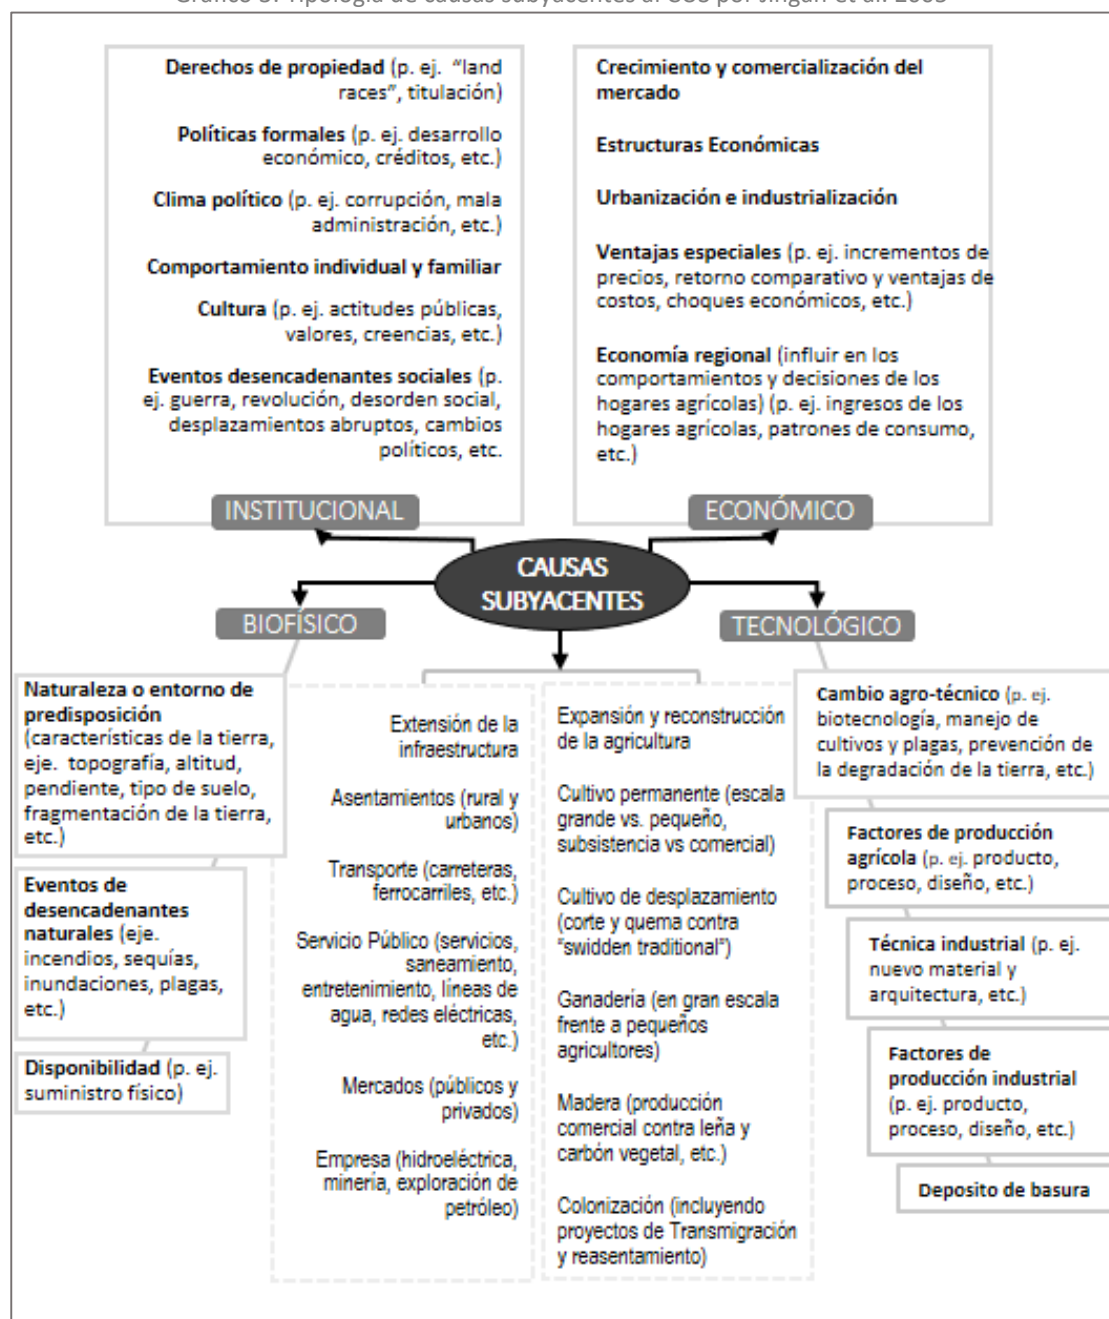 Derechos de propiedad (p. ej. “land
races”, titulación)
Políticas formales (p. ej. desarrollo
económico, créditos, etc.)
Clima político (p. ej. corrupción, mala
administración, etc.)
Comportamiento individual y familiar
Cultura (p. ej. actitudes públicas,
valores, creencias, etc.)
Eventos desencadenantes sociales (p.
ej. guerra, revolución, desorden social,
desplazamientos abruptos, cambios
políticos, etc.
INSTITUCIONAL
Crecimiento y comercialización del
mercado
Estructuras Económicas
Urbanización e industrialización
Ventajas especiales (p. ej. incrementos de
precios, retorno comparativo y ventajas de
costos, choques económicos, etc.)
Economía regional (influir en los
comportamientos y decisiones de los
hogares agrícolas) (p. ej. ingresos de los
hogares agrícolas, patrones de consumo,
etc.)
ECONÓMICO
CAUSAS
SUBYACENTES
BIOFÍSICO
TECNOLÓGICO
Naturaleza o entorno de
predisposición
(características de la tierra,
eje. topografía, altitud,
pendiente, tipo de suelo,
fragmentación de la tierra,
etc.)
Eventos de
desencadenantes
naturales (eje.
incendios, sequías,
inundaciones, plagas,
etc.)
Disponibilidad (p. ej.
suministro físico)
Extensión de la
infraestructura
Asentamientos (rural y
urbanos)
Transporte (carreteras,
ferrocarriles, etc.)
Servicio Público (servicios,
saneamiento,
entretenimiento, líneas de
agua, redes eléctricas,
etc.)
Mercados (públicos y
privados)
Empresa (hidroeléctrica,
minería, exploración de
petróleo)
Expansión y reconstrucción
de la agricultura
Cultivo permanente (escala
grande vs. pequeño,
subsistencia vs comercial)
Cultivo de desplazamiento
(corte y quema contra
“swidden traditional”)
Ganadería (en gran escala
frente a pequeños
agricultores)
Madera (producción
comercial contra leña y
carbón vegetal, etc.)
Colonización (incluyendo
proyectos de Transmigración
y reasentamiento)
Cambio agro-técnico (p. ej.
biotecnología, manejo de
cultivos y plagas, prevención de
la degradación de la tierra, etc.)
Factores de producción
agrícola (p. ej. producto,
proceso, diseño, etc.)
Técnica industrial (p. ej.
nuevo material y
arquitectura, etc.)
Factores de
producción industrial
(p. ej. producto,
proceso, diseño, etc.)
Deposito de basura